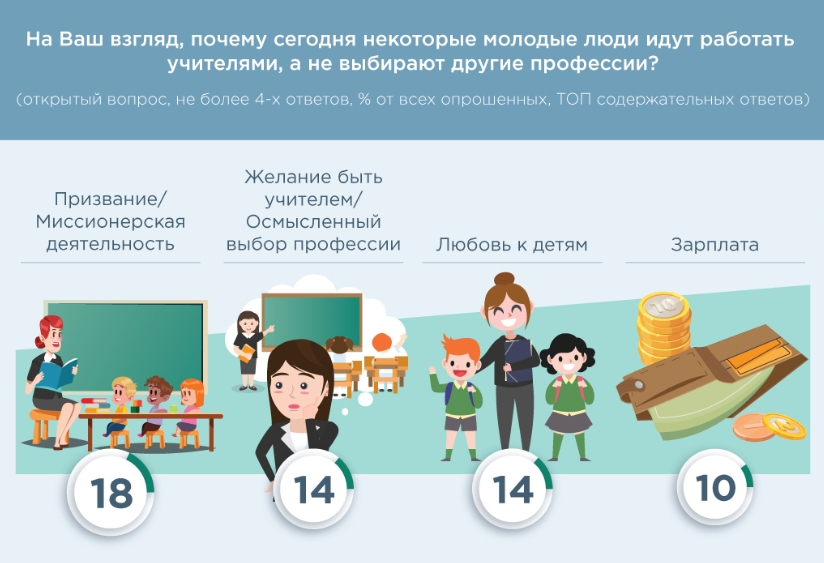 На Ваш взгляд, почему сегодня некоторые молодые люди идут работать
учителями, а не выбирают другие профессии?
(открытый вопрос, не более 4-х ответов, % от всех опрошенных, ТОП содержательных ответов)
Призвание/
Миссионерская
деятельность
Желание быть
учителем/
Осмысленный
выбор профессии
Любовь к детям
Зарплата
18
14
14
10